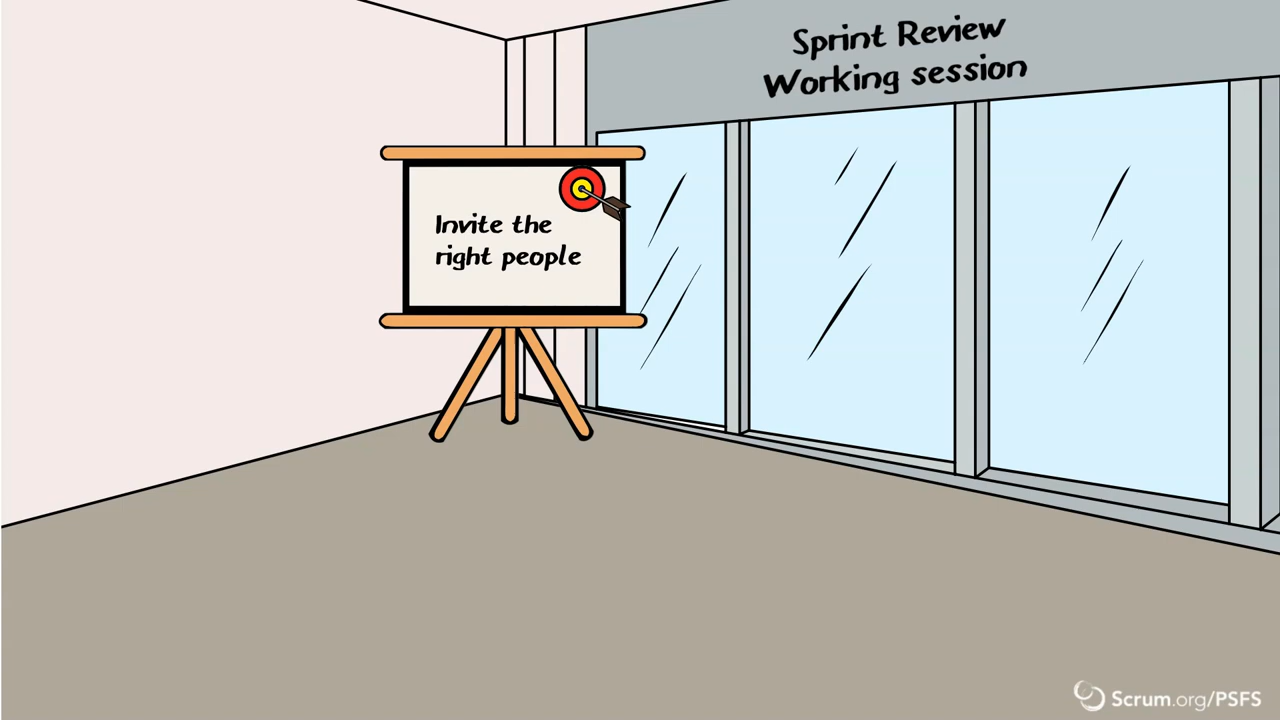 Sprint Review
Working session
Invite the
right people
Scrum.org/PSFS